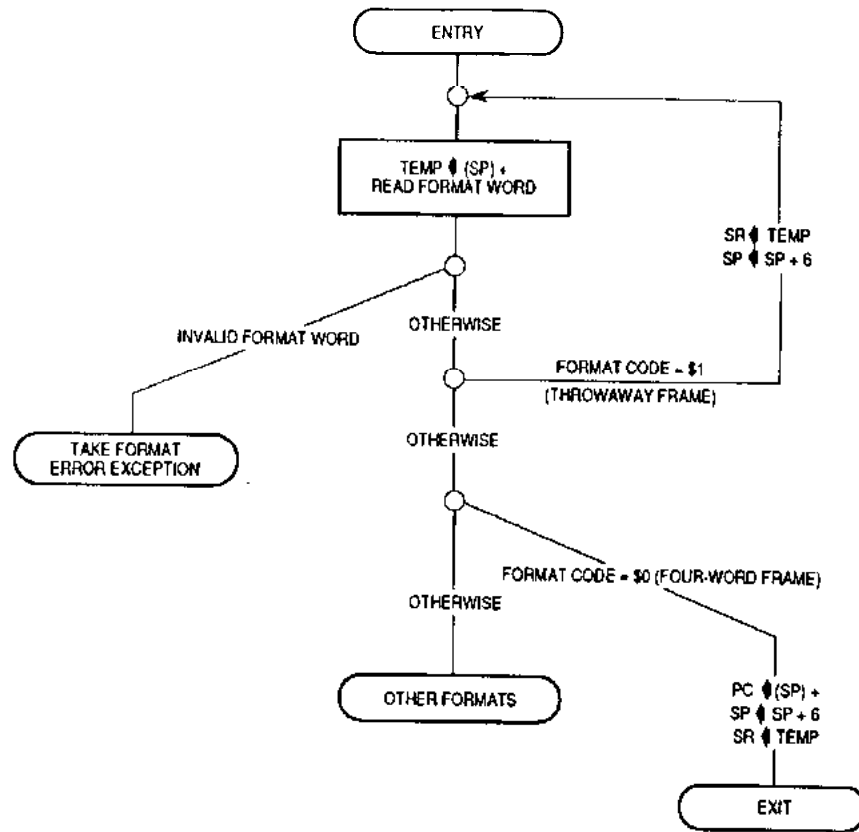 ENTRY
TEMP ◀ (SP) +
READ FORMAT WORD
SR ◀ TEMP
SP ◀ SP + 6
INVALID FORMAT WORD
OTHERWISE
FORMAT CODE = $1
(THROWAWAY FRAME)
TAKE FORMAT
ERROR EXCEPTION
OTHERWISE
FORMAT CODE = $0 (FOUR-WORD FRAME)
OTHERWISE
OTHER FORMATS
PC ◀ (SP) +
SP ◀ SP + 6
SR ◀ TEMP
EXIT